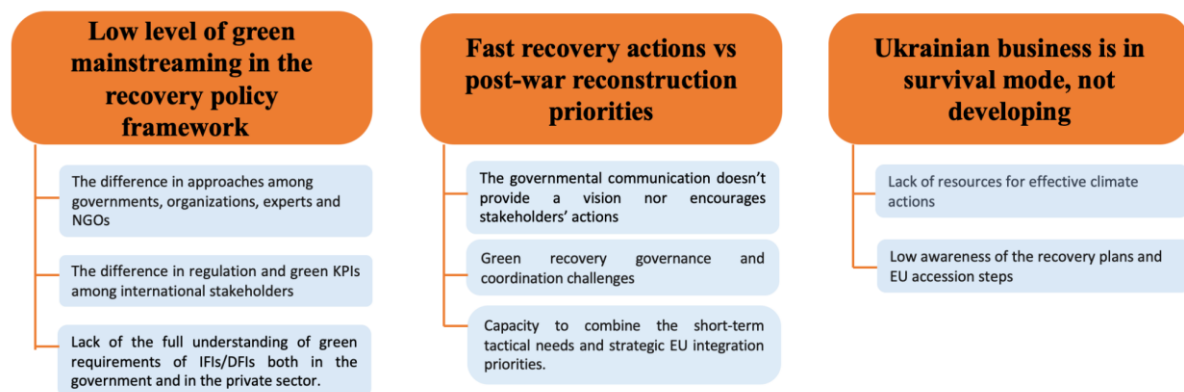 Low level of green
mainstreaming in the
recovery policy
framework
The difference in approaches among
governments, organizations, experts and
NGOs
The difference in regulation and green KPIs
among international stakeholders
Lack of the full understanding of green
requirements of IFIs/DFIs both in the
government and in the private sector.
Fast recovery actions vs
post-war reconstruction
priorities
The governmental communication doesn’t
provide a vision nor encourages
stakeholders’ actions
Green recovery governance and
coordination challenges
Capacity to combine the short-term
tactical needs and strategic EU integration
priorities.
Ukrainian business is in
survival mode, not
developing
Lack of resources for effective climate
actions
Low awareness of the recovery plans and
EU accession steps